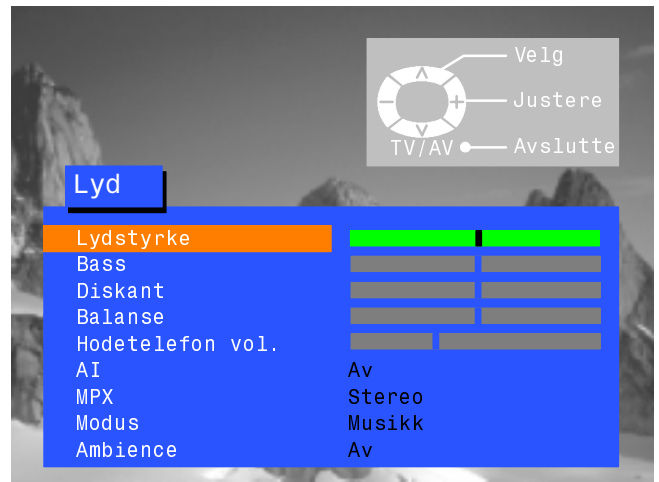 Velg
Justere
TV/AV Avslutte
Lyd
Lydstyrke
Bass
Diskant
Balanse
Hodetelefon vol.
AI Av
MPX Stereo
Modus Musikk
Ambience Av